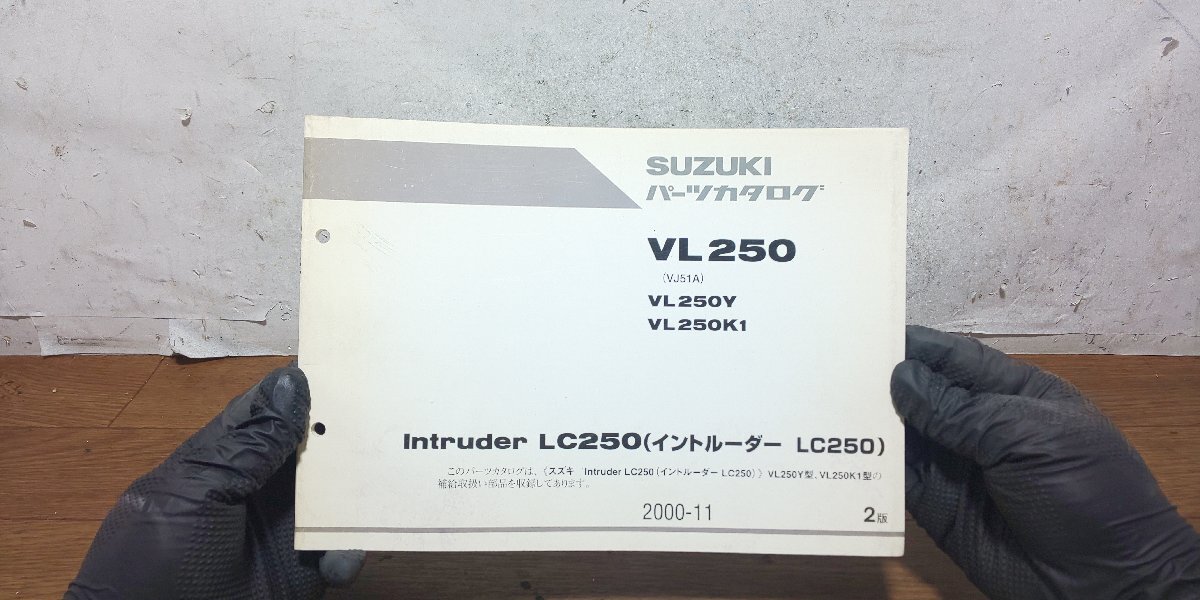 SUZUKI
パーツカタログ
VL250
(VJ51A)
VL250Y
VL250K1
Intruder LC250(イントルーダー LC250)
このパーツカタログは、《スズキ Intruder LC250(イントルーダー LC250)》VL250Y型、VL250K1型の
補給取扱い部品を収録してあります。
2000-11 2版